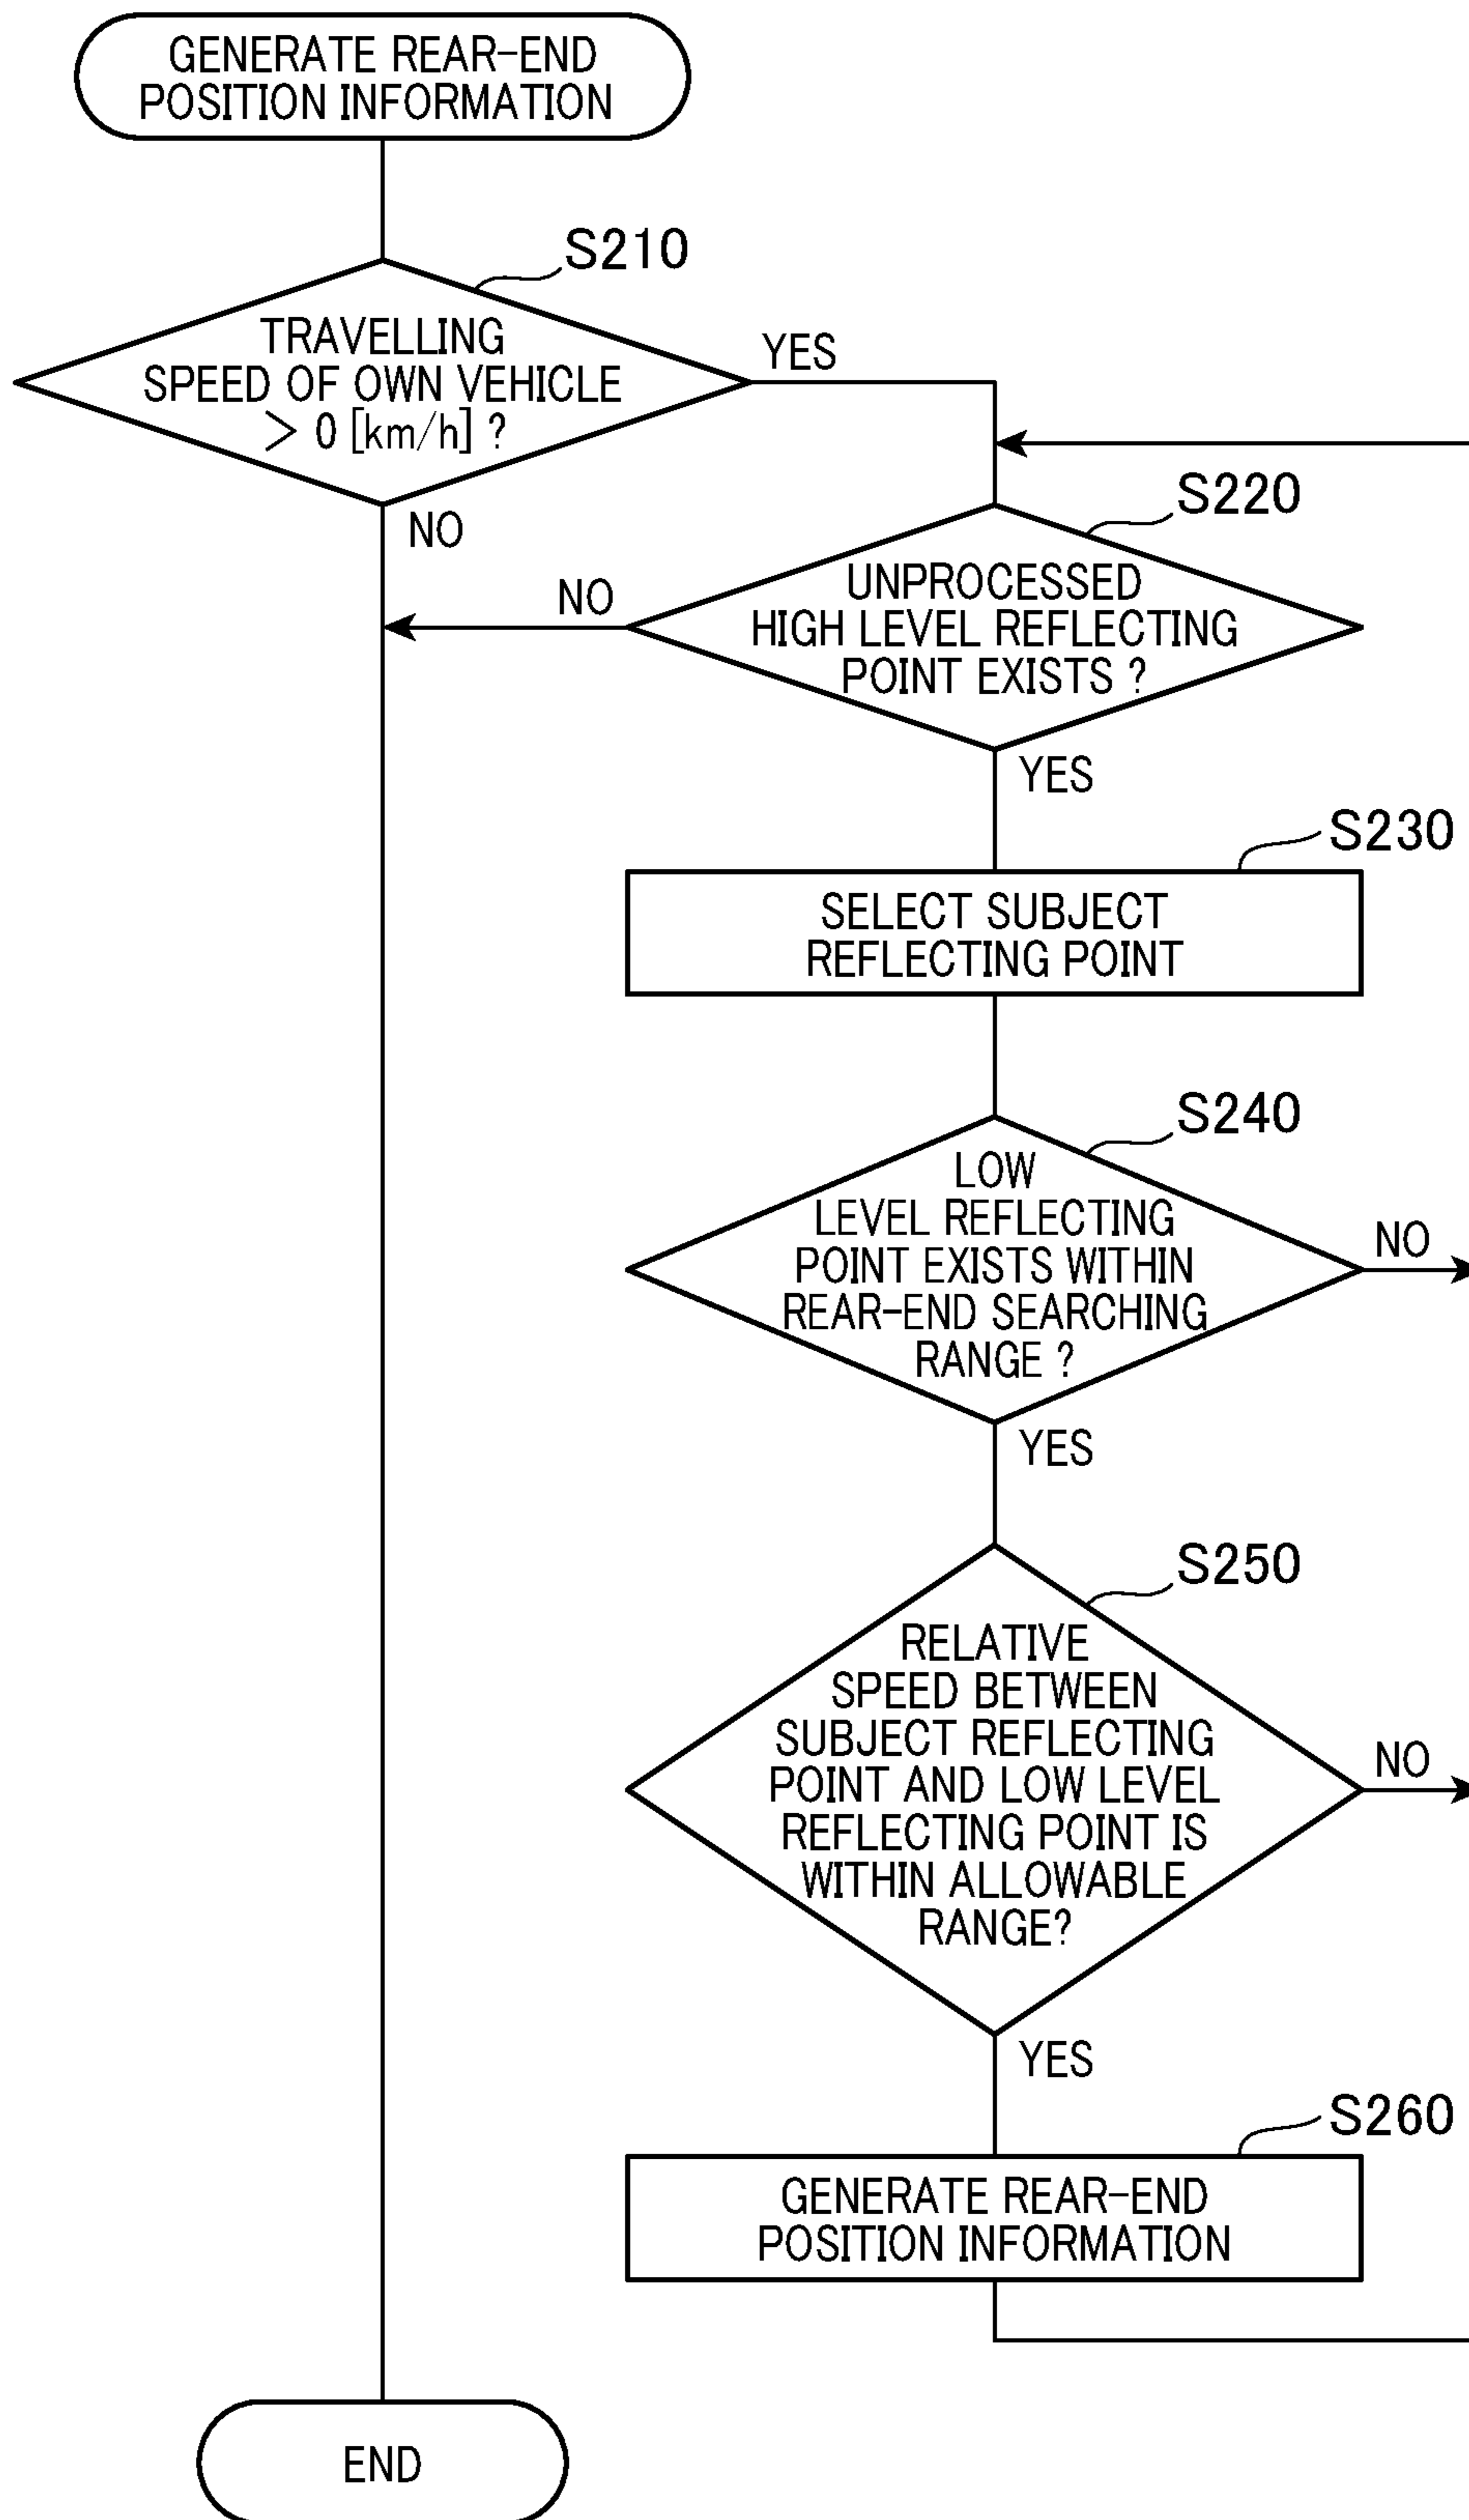 GENERATE REAR-END
POSITION INFORMATION
S210
TRAVELLING
SPEED OF OWN VEHICLE
> 0 [km/h] ?
YES
NO
S220
UNPROCESSED
HIGH LEVEL REFLECTING
POINT EXISTS ?
NO
YES
S230
SELECT SUBJECT
REFLECTING POINT
S240
LOW
LEVEL REFLECTING
POINT EXISTS WITHIN
REAR-END SEARCHING
RANGE ?
NO
YES
S250
RELATIVE
SPEED BETWEEN
SUBJECT REFLECTING
POINT AND LOW LEVEL
REFLECTING POINT IS
WITHIN ALLOWABLE
RANGE?
NO
YES
S260
GENERATE REAR-END
POSITION INFORMATION
END